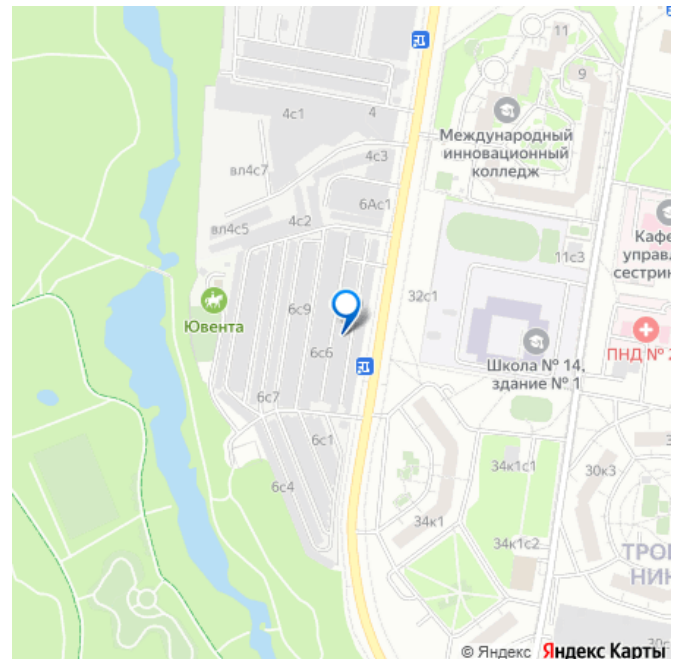 11
9
Международный
инновационный
колледж
4с1
4
4с3
вл4с7
6Ас1
4с2
вл4с5
11с3
Кафе
управл
сестрин
6с9
32с1
Ювента
6с6
ПНД №
Школа № 14,
здание № 1
6с7
6с1
6с4
34к1с1
30к3
34к1
34к1с2
ТРО
НИК
© Яндекс Яндекс Карты